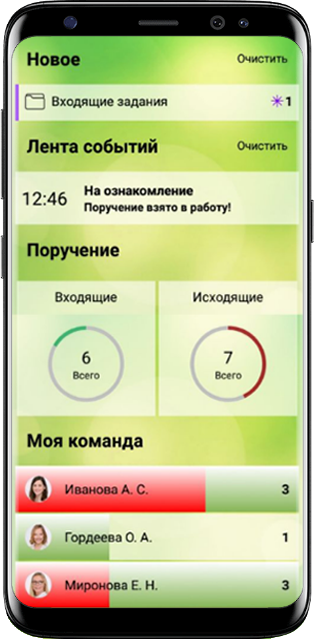 Новое
Очистить
Входящие задания
1
Лента событий
Очистить
12:46
На ознакомление
Поручение взято в работу!
Поручение
Входящие
Исходящие
6
Всего
7
Всего
Моя команда
Иванова А. С. 3
Гордеева О. А. 1
Миронова Е. Н. 3